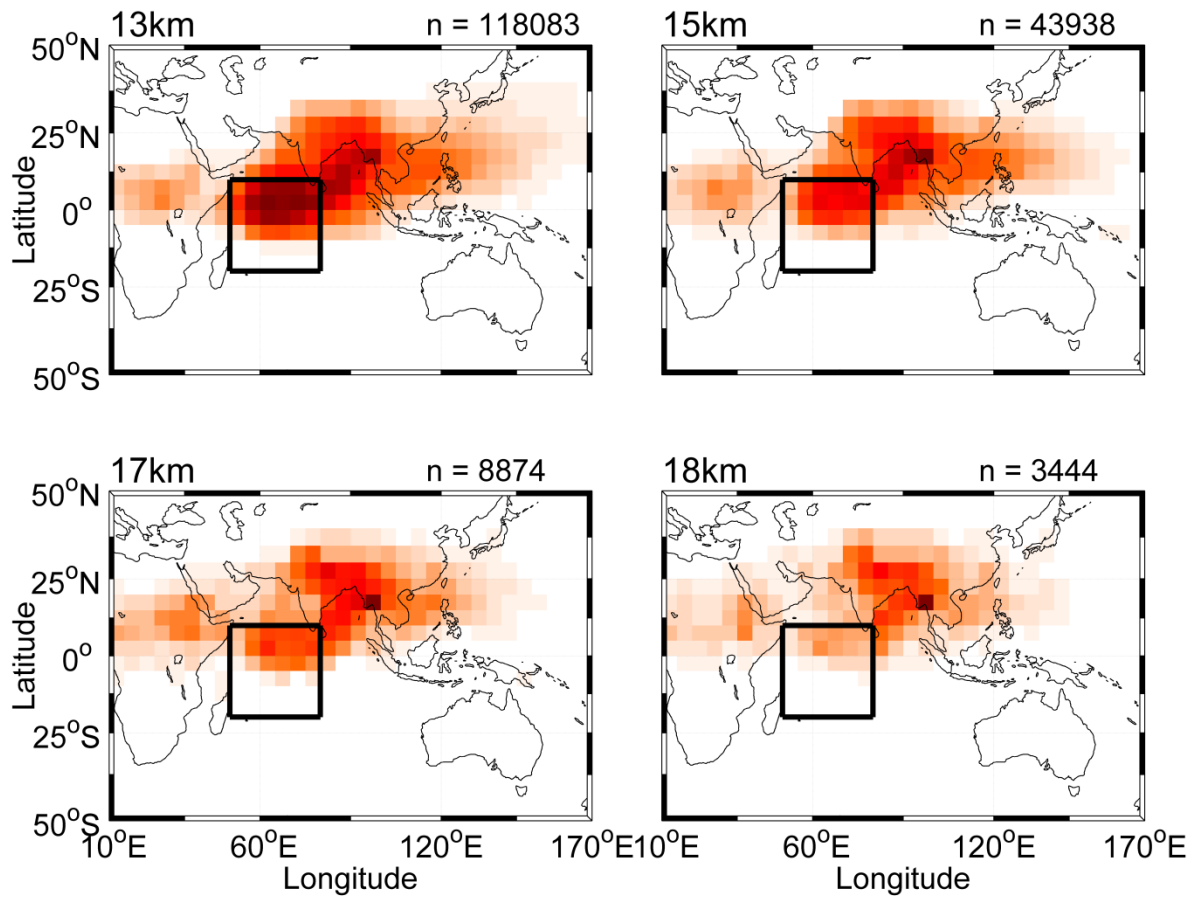 13km n = 118083
15km n = 43938
50°N
25°N
0°
25°S
50°S
Latitude
17km n = 8874
18km n = 3444
50°N
25°N
0°
25°S
50°S
Latitude
10°E 60°E 120°E 170°E
10°E 60°E 120°E 170°E
Longitude
Longitude